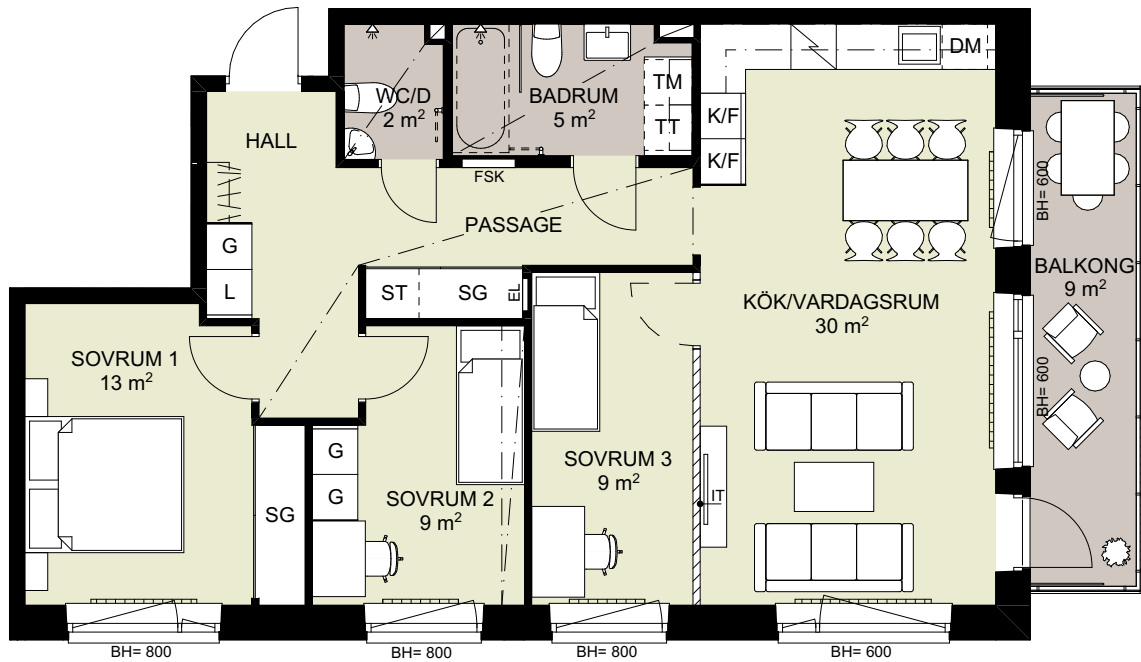 DM
WC/D
2 m²
BADRUM
5 m²
TM
TT
K/F
K/F
HALL
FSK
PASSAGE
BH= 600
G
L
ST
SG
EL
BALKONG
9 m²
KÖK/VARDAGSRUM
30 m²
SOVRUM 1
13 m²
BH= 600
G
G
SOVRUM 2
9 m²
SOVRUM 3
9 m²
IT
SG
BH= 800
BH= 800
BH= 800
BH= 600